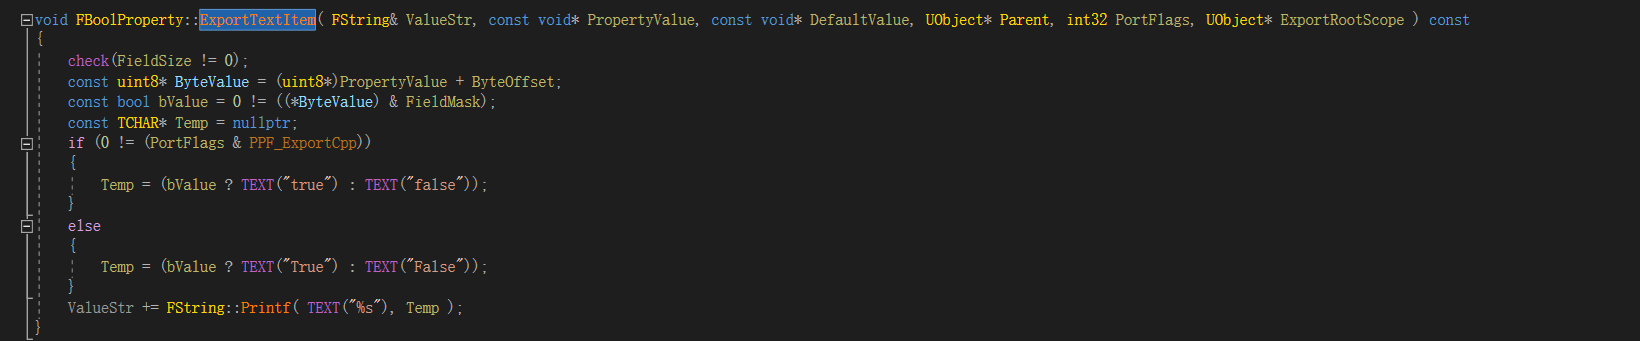 void FBoolProperty::ExportTextItem( FString& ValueStr, const void* PropertyValue, const void* DefaultValue, UObject* Parent, int32 PortFlags, UObject* ExportRootScope ) const
{
check(FieldSize != 0);
const uint8* ByteValue = (uint8*)PropertyValue + ByteOffset;
const bool bValue = 0 != ((*ByteValue) & FieldMask);
const TCHAR* Temp = nullptr;
if (0 != (PortFlags & PPF_ExportCpp))
{
Temp = (bValue ? TEXT("true") : TEXT("false"));
}
else
{
Temp = (bValue ? TEXT("True") : TEXT("False"));
}
ValueStr += FString::Printf( TEXT("%s"), Temp );
}